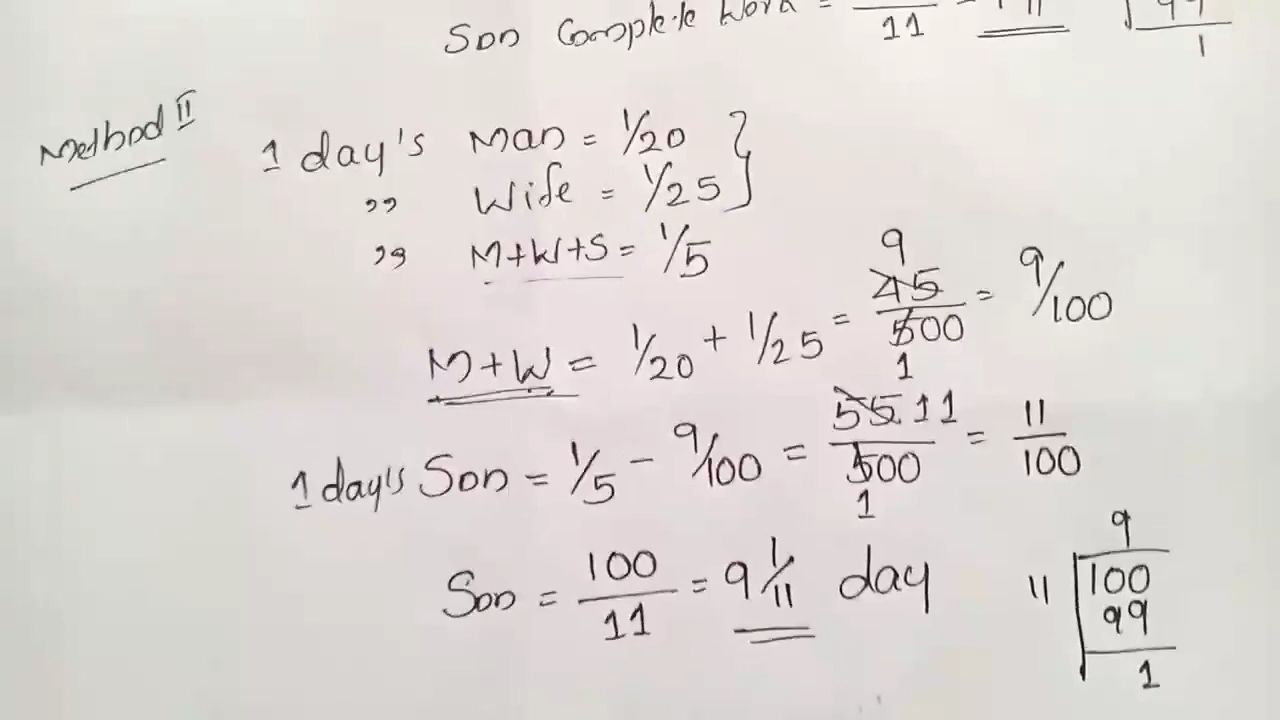 Son Complete Work = 11
1
Method II
1 day's Man = 1/20 }
,, Wife = 1/25
,, M+W+S = 1/5
M+W = 1/20 + 1/25 = 45/500 = 9/100
9
1
1 day's Son = 1/5 - 9/100 = 55/500 11 = 11/100
1
Son = 100/11 = 9 1/11 day
9
11 100
99
1